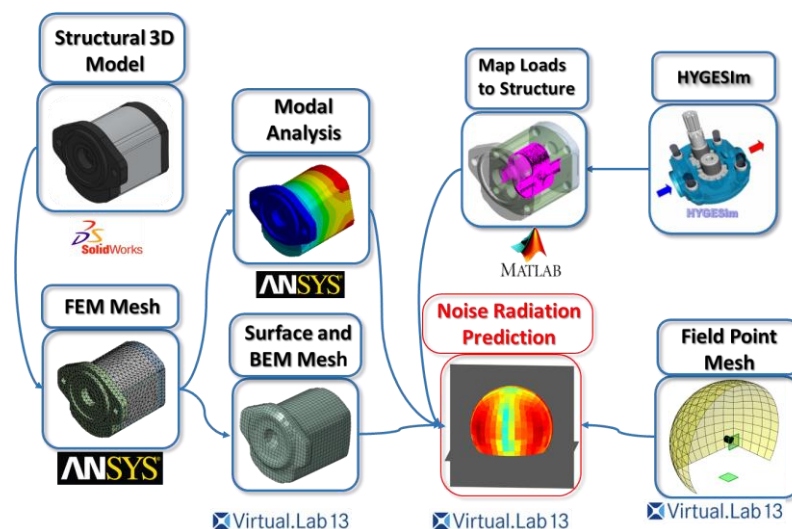 Structural 3D
Model
SolidWorks
FEM Mesh
ANSYS
Modal
Analysis
ANSYS
Surface and
BEM Mesh
Virtual.Lab 13
Map Loads
to Structure
MATLAB
Noise Radiation
Prediction
Virtual.Lab 13
HYGESIm
HYGESim
Field Point
Mesh
Virtual.Lab 13